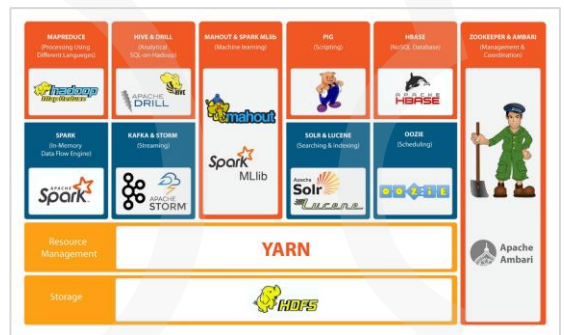 MAPREDUCE
(Processing Using
Different Languages)
hadoop
HIVE & DRILL
(Analytical
SQL-on-Hadoop)
HIVE
APACHE
DRILL
MAHOUT & SPARK MLlib
(Machine learning)
mahout
Spark
MLlib
PIG
(Scripting)
HBASE
(NoSQL Database)
APACHE
HBASE
ZOOKEEPER & AMBARI
(Management &
Coordination)
Apache
Ambari
SPARK
(In-Memory
Data Flow Engine)
APACHE
Spark
KAFKA & STORM
(Streaming)
APACHE
STORM
SOLR & LUCENE
(Searching & Indexing)
Apache
Solr
Lucene
OOZIE
(Scheduling)
OOZIE
Resource
Management
YARN
Storage
HDFS